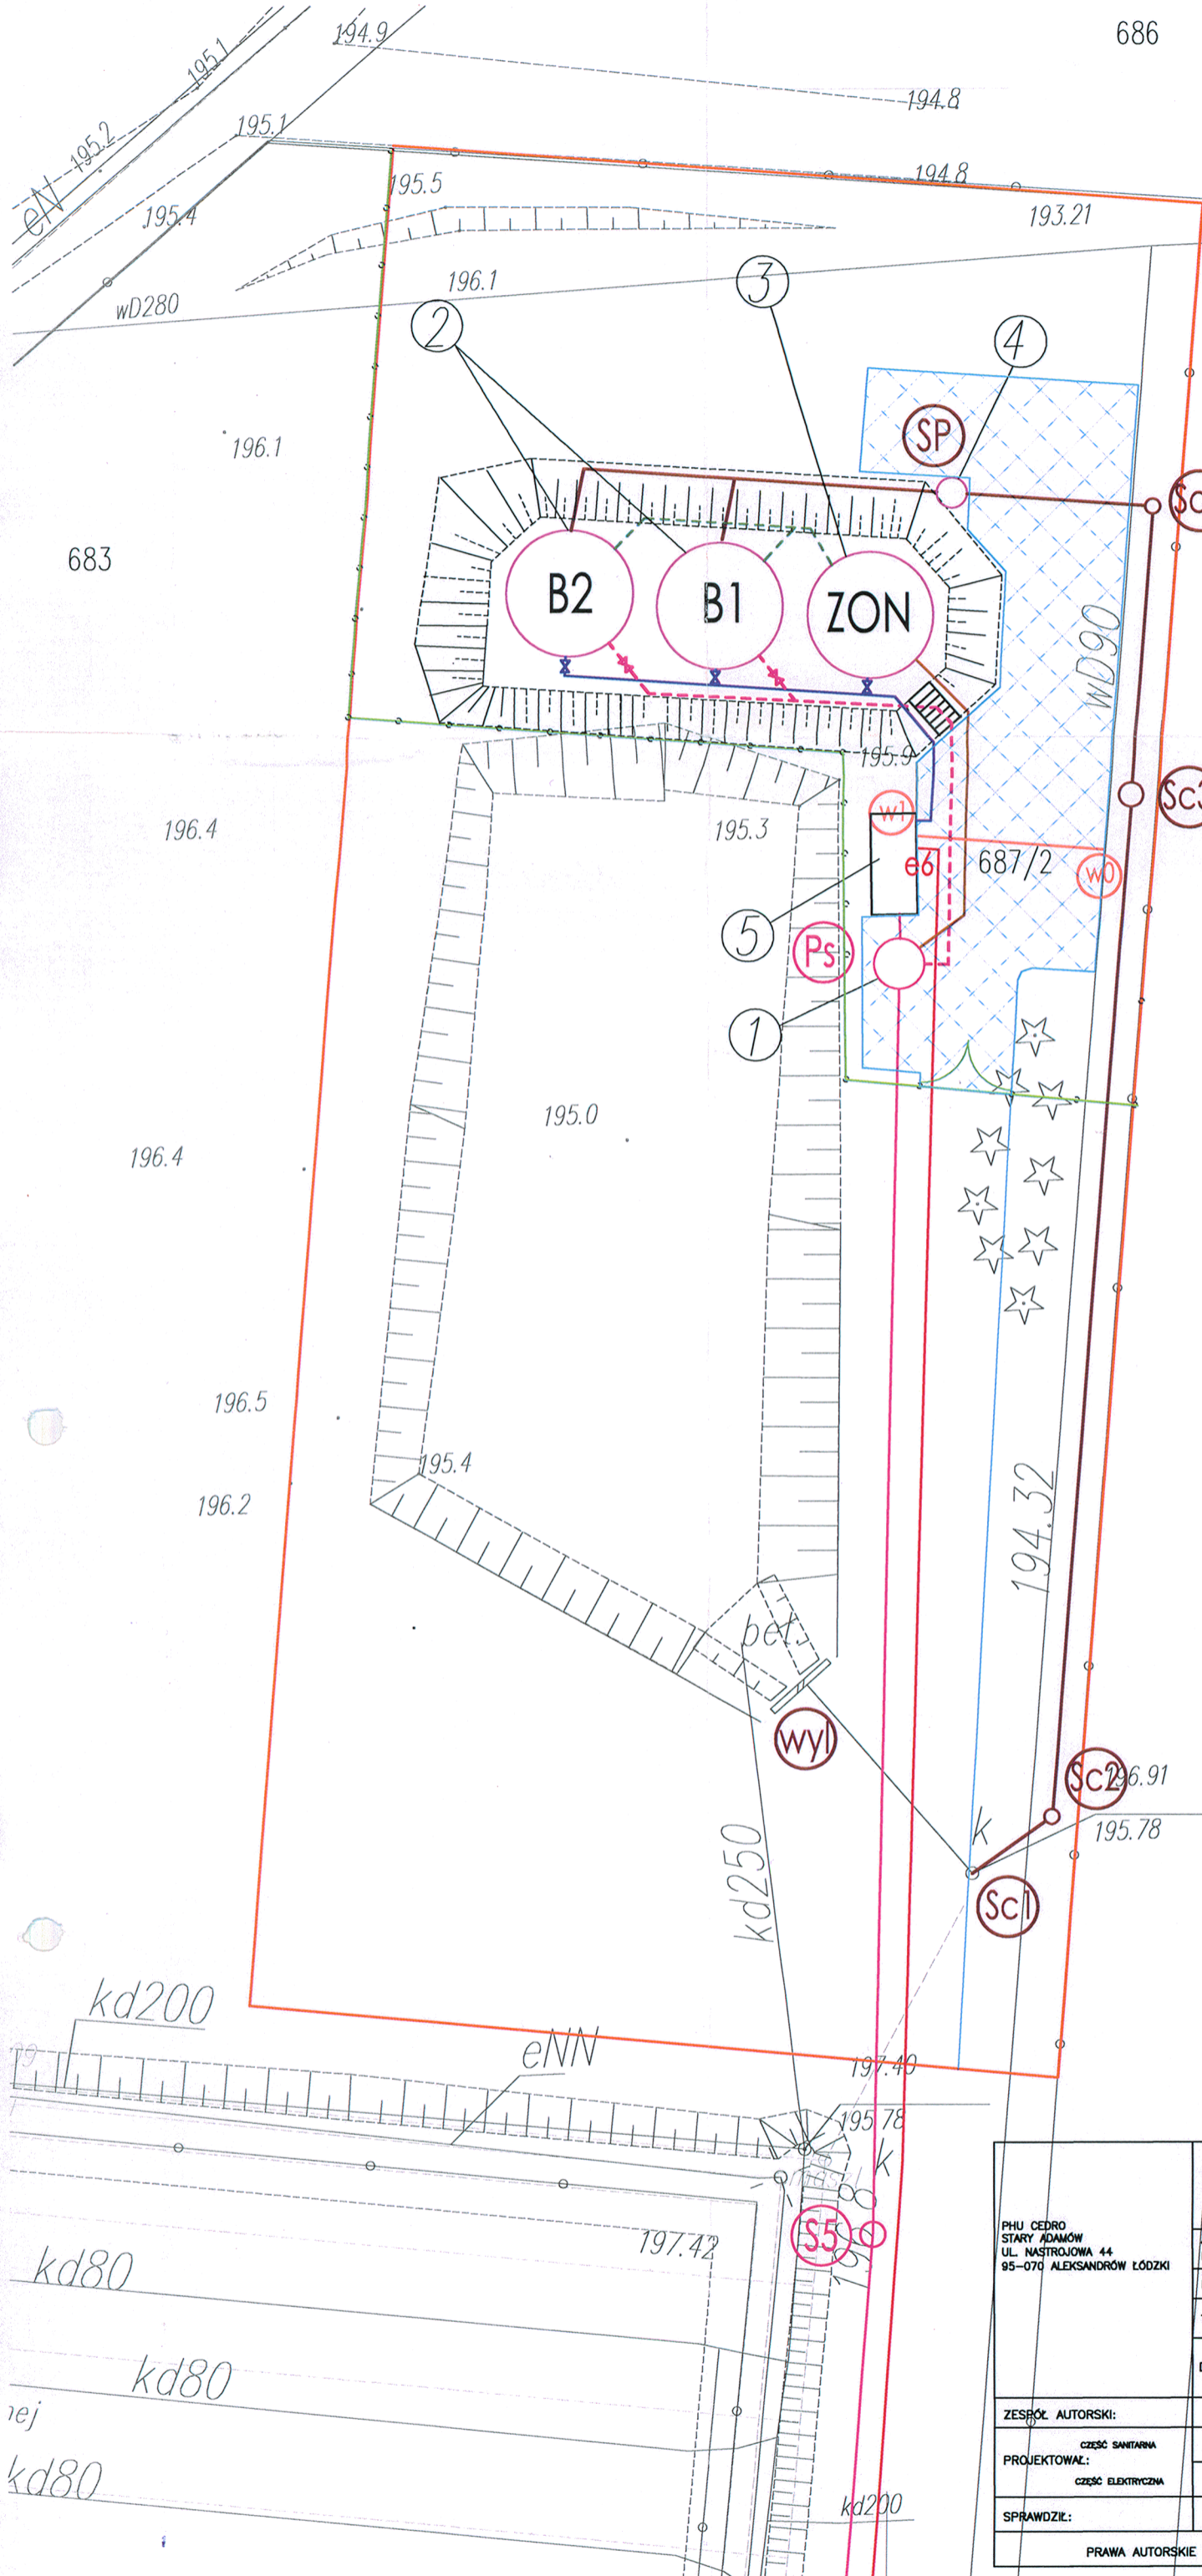 686
194.9
195.1
194.8
195.2
195.1
eN
195.5
194.8
195.4
193.21
196.1
wD280
3
2
4
SP
196.1
683
B2
B1
ZON
wD90
195.9
Sc3
w1
196.4
195.3
e6
687/2
w0
5
Ps
1
195.0
196.4
196.5
195.4
196.2
194.32
bet.
wyl
Sc2
196.91
k
195.78
kd250
Sc1
kd200
eNN
197.40
195.78
k
S5
197.42
PHU CEDRO
STARY ADAMÓW
UL. NASTROJOWA 44
95-070 ALEKSANDRÓW ŁÓDZKI
kd80
kd80
nej
ZESPÓŁ AUTORSKI:
CZĘŚĆ SANITARNA
PROJEKTOWAŁ:
CZĘŚĆ ELEKTRYCZNA
kd80
kd200
SPRAWDZIŁ:
PRAWA AUTORSKIE